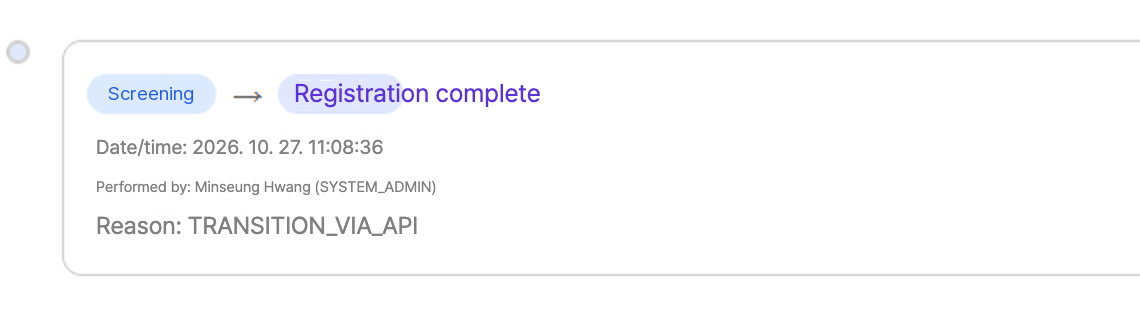 Screening → Registration complete
Date/time: 2026. 10. 27. 11:08:36
Performed by: Minseung Hwang (SYSTEM_ADMIN)
Reason: TRANSITION_VIA_API